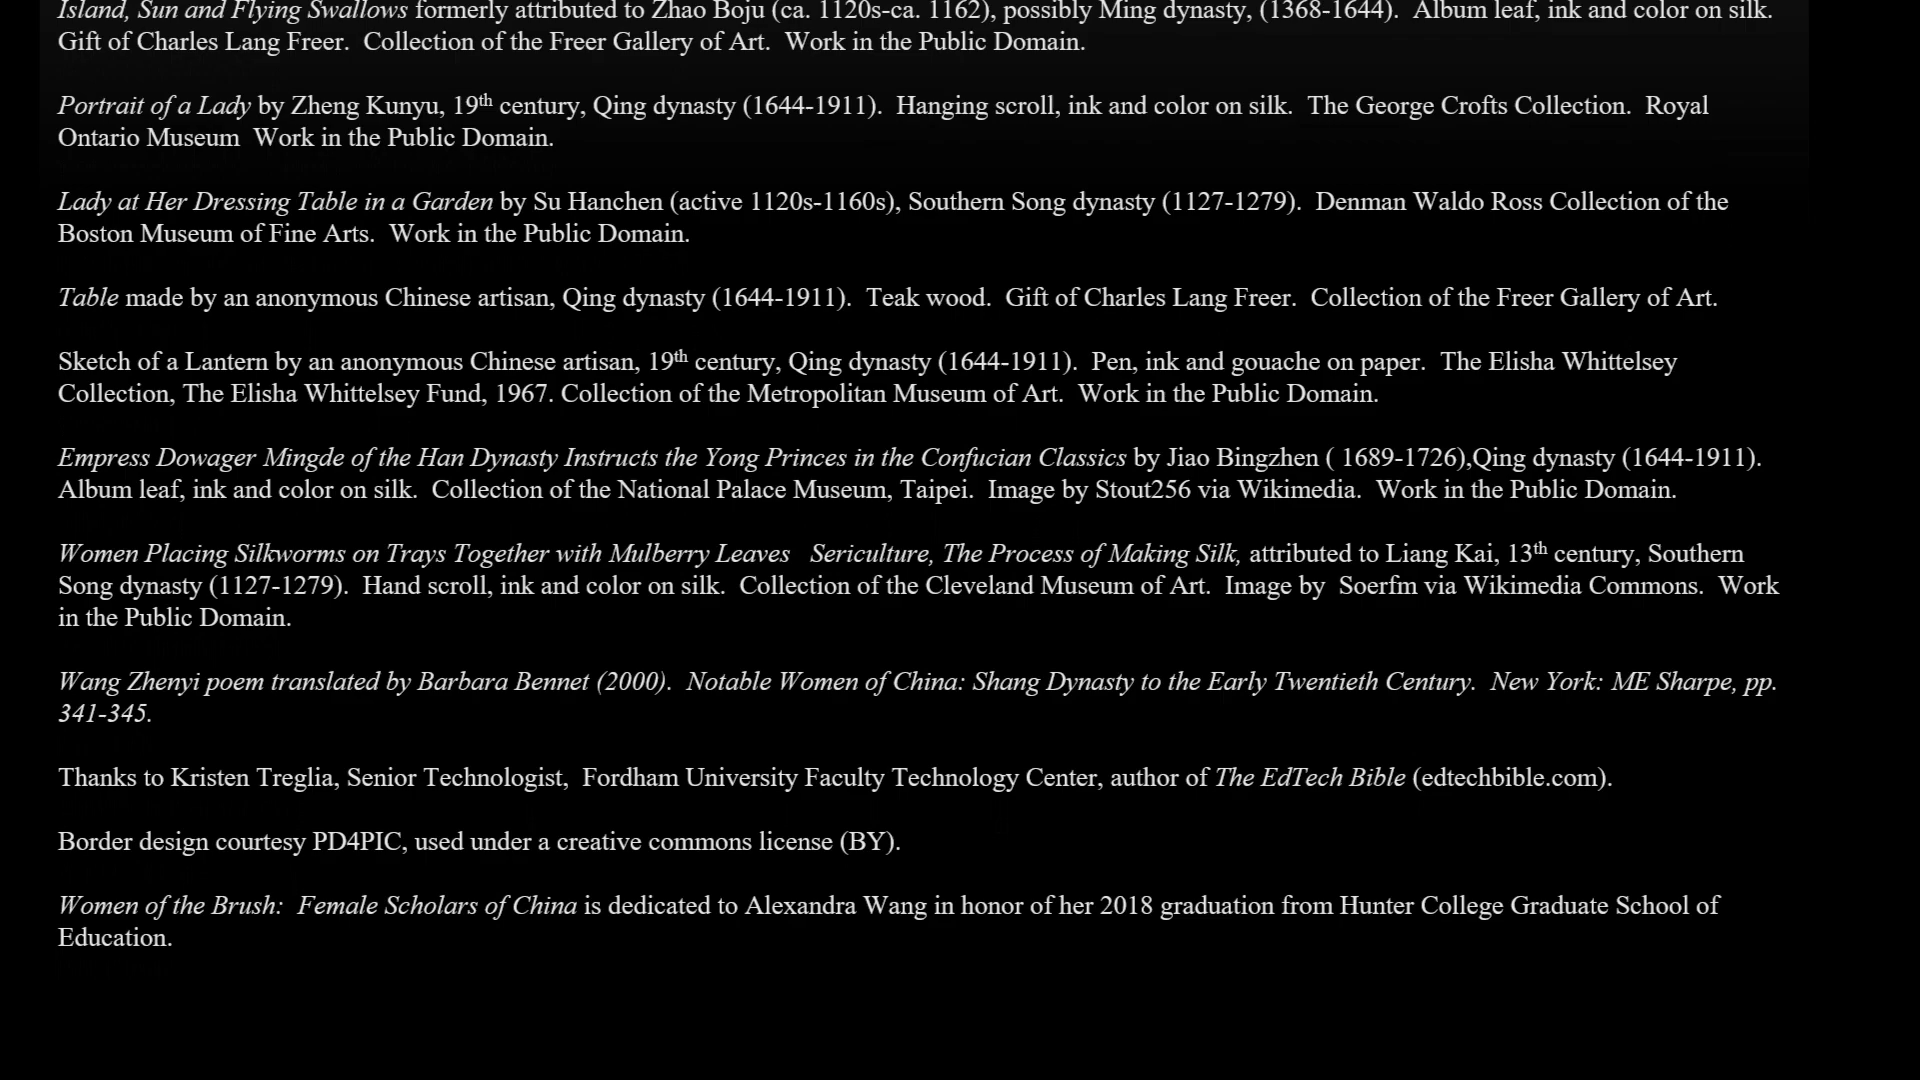 Island, Sun and Flying Swallows formerly attributed to Zhao Boju (ca. 1120s-ca. 1162), possibly Ming dynasty, (1368-1644).  Album leaf, ink and color on silk.
Gift of Charles Lang Freer.  Collection of the Freer Gallery of Art.  Work in the Public Domain.
Portrait of a Lady by Zheng Kunyu, 19th century, Qing dynasty (1644-1911).  Hanging scroll, ink and color on silk.  The George Crofts Collection.  Royal
Ontario Museum  Work in the Public Domain.
Lady at Her Dressing Table in a Garden by Su Hanchen (active 1120s-1160s), Southern Song dynasty (1127-1279).  Denman Waldo Ross Collection of the
Boston Museum of Fine Arts.  Work in the Public Domain.
Table made by an anonymous Chinese artisan, Qing dynasty (1644-1911).  Teak wood.  Gift of Charles Lang Freer.  Collection of the Freer Gallery of Art.
Sketch of a Lantern by an anonymous Chinese artisan, 19th century, Qing dynasty (1644-1911).  Pen, ink and gouache on paper.  The Elisha Whittelsey
Collection, The Elisha Whittelsey Fund, 1967. Collection of the Metropolitan Museum of Art.  Work in the Public Domain.
Empress Dowager Mingde of the Han Dynasty Instructs the Yong Princes in the Confucian Classics by Jiao Bingzhen ( 1689-1726),Qing dynasty (1644-1911).
Album leaf, ink and color on silk.  Collection of the National Palace Museum, Taipei.  Image by Stout256 via Wikimedia.  Work in the Public Domain.
Women Placing Silkworms on Trays Together with Mulberry Leaves   Sericulture, The Process of Making Silk, attributed to Liang Kai, 13th century, Southern
Song dynasty (1127-1279).  Hand scroll, ink and color on silk.  Collection of the Cleveland Museum of Art.  Image by  Soerfm via Wikimedia Commons.  Work
in the Public Domain.
Wang Zhenyi poem translated by Barbara Bennet (2000).  Notable Women of China: Shang Dynasty to the Early Twentieth Century.  New York: ME Sharpe, pp.
341-345.
Thanks to Kristen Treglia, Senior Technologist,  Fordham University Faculty Technology Center, author of The EdTech Bible (edtechbible.com).
Border design courtesy PD4PIC, used under a creative commons license (BY).
Women of the Brush:  Female Scholars of China is dedicated to Alexandra Wang in honor of her 2018 graduation from Hunter College Graduate School of
Education.